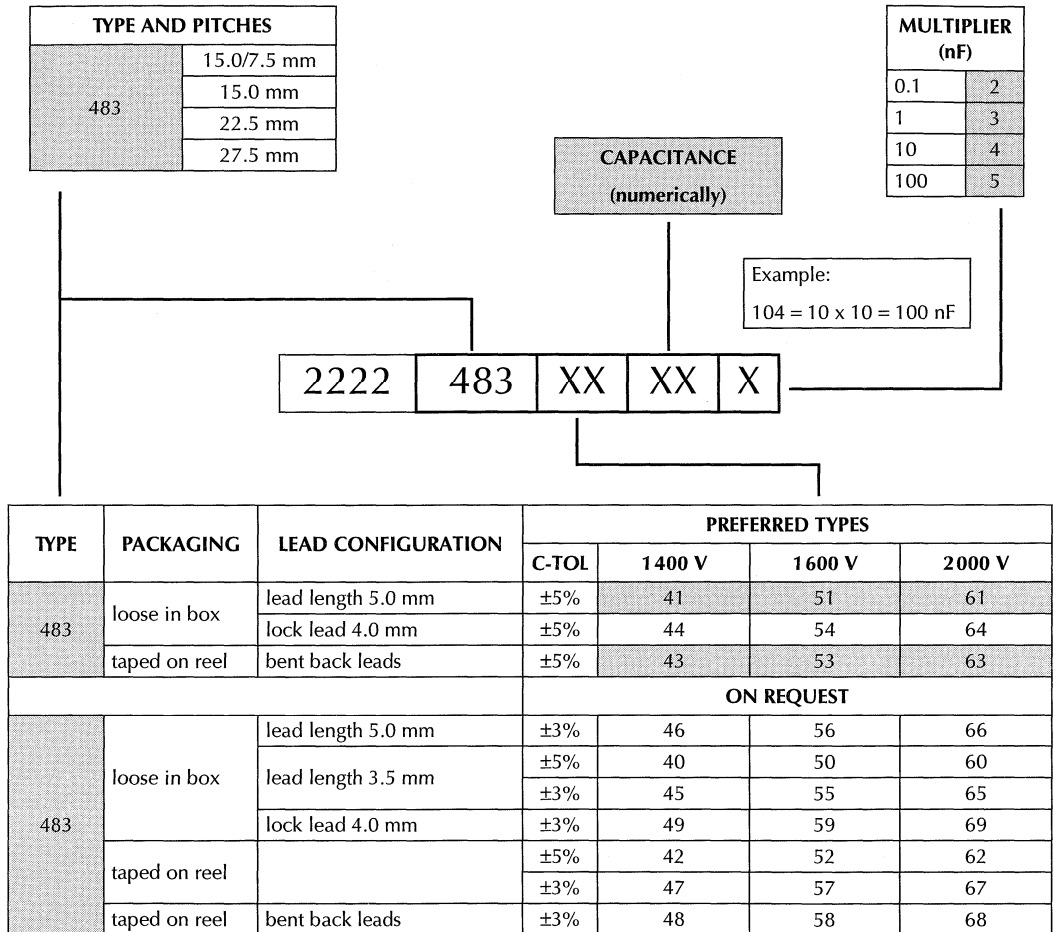 TYPE AND PITCHES
483
15.0/7.5 mm
15.0 mm
22.5 mm
27.5 mm
MULTIPLIER
(nF)
0.1 2
1 3
10 4
100 5
CAPACITANCE
(numerically)
Example:
104 = 10 x 10 = 100 nF
2222 483 XX XX X
TYPE PACKAGING LEAD CONFIGURATION PREFERRED TYPES
C-TOL 1400 V 1600 V 2000 V
483 loose in box lead length 5.0 mm ±5% 41 51 61
lock lead 4.0 mm ±5% 44 54 64
taped on reel bent back leads ±5% 43 53 63
ON REQUEST
483 loose in box lead length 5.0 mm ±3% 46 56 66
lead length 3.5 mm ±5% 40 50 60
±3% 45 55 65
lock lead 4.0 mm ±3% 49 59 69
taped on reel ±5% 42 52 62
±3% 47 57 67
taped on reel bent back leads ±3% 48 58 68